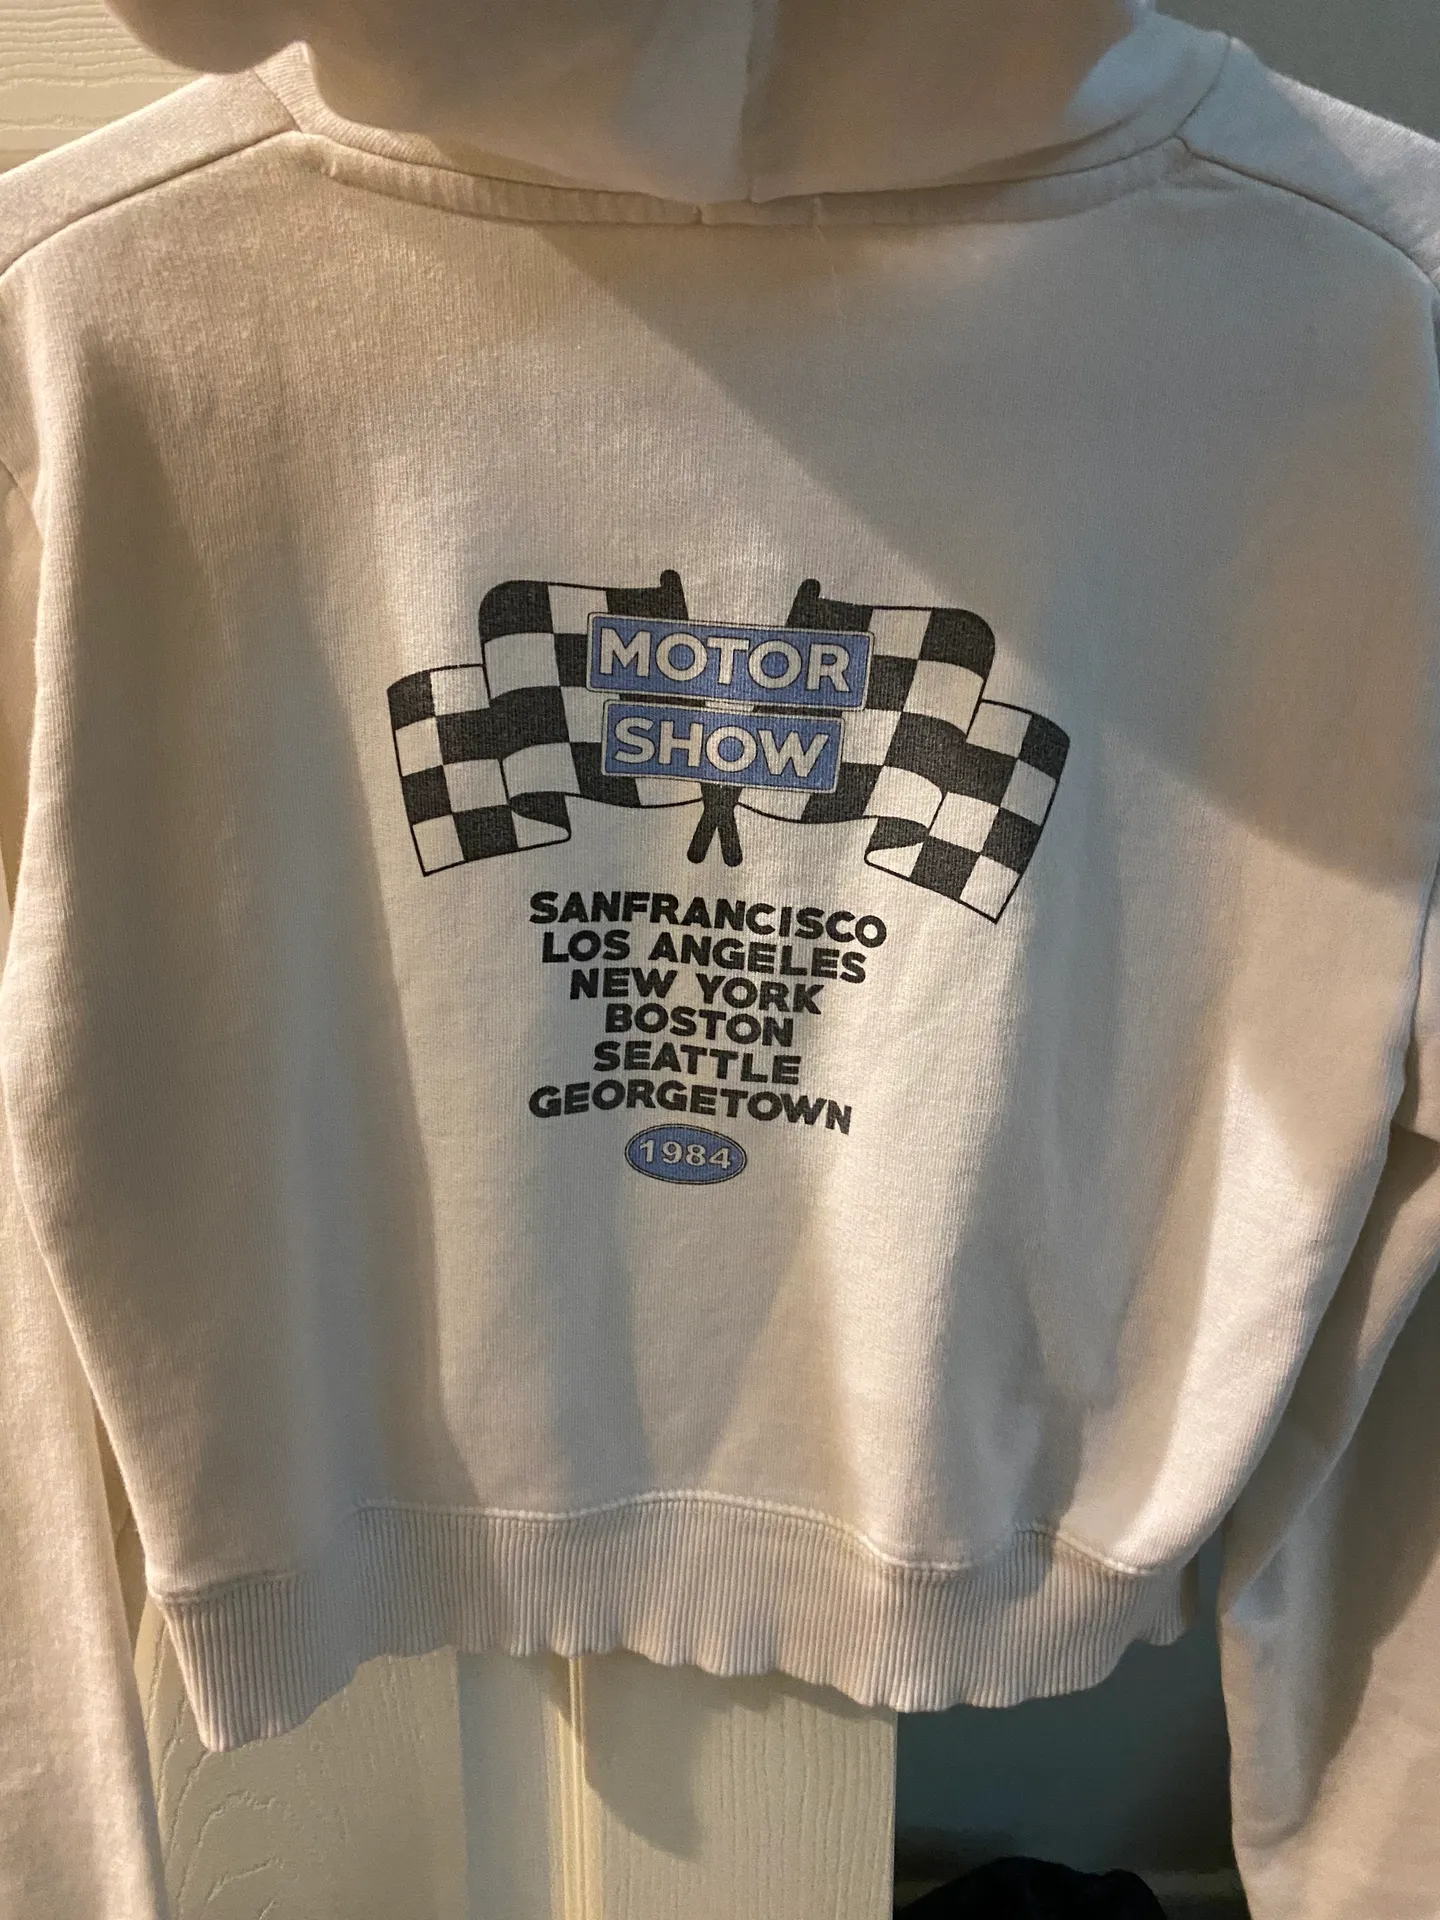 MOTOR
SHOW
SANFRANCISCO
LOS ANGELES
NEW YORK
BOSTON
SEATTLE
GEORGETOWN
1984